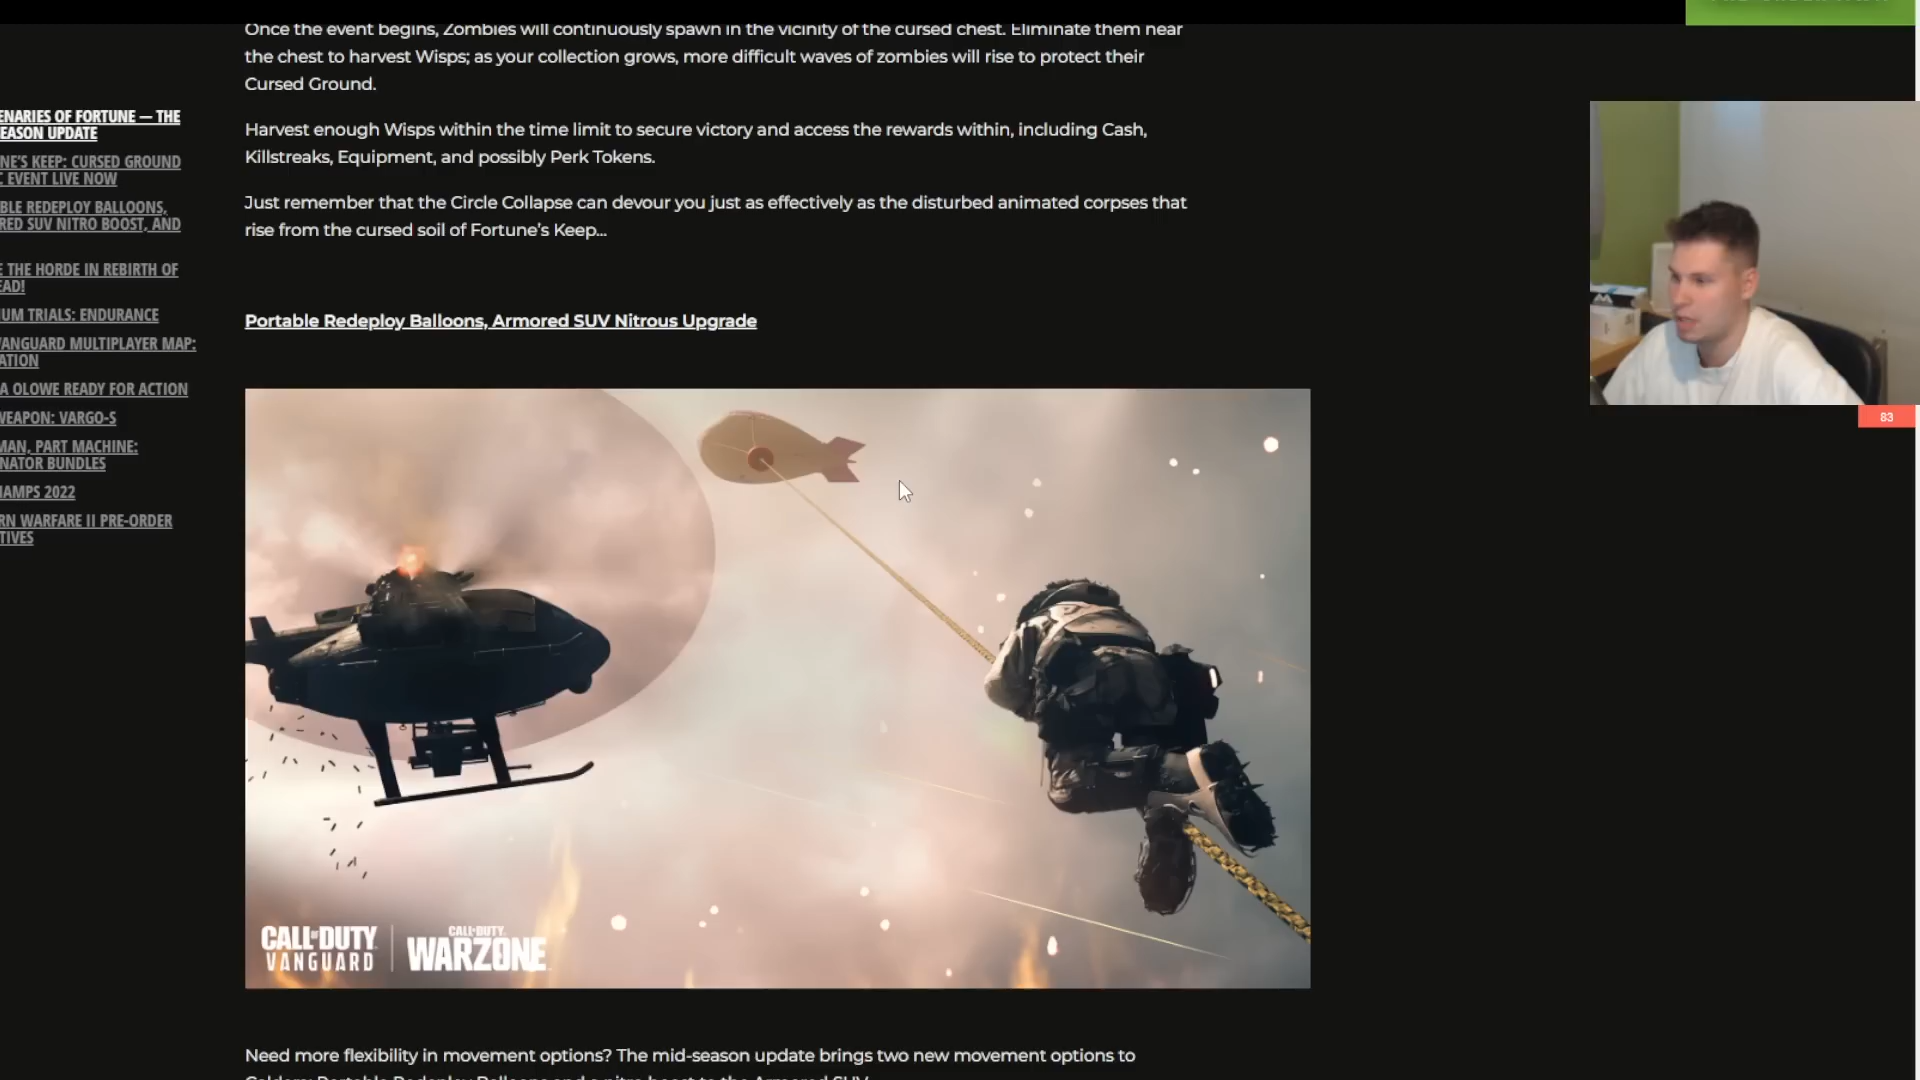 Once the event begins, Zombies will continuously spawn in the vicinity of the cursed chest. Eliminate them near
the chest to harvest Wisps; as your collection grows, more difficult waves of zombies will rise to protect their
Cursed Ground.
Harvest enough Wisps within the time limit to secure victory and access the rewards within, including Cash,
Killstreaks, Equipment, and possibly Perk Tokens.
Just remember that the Circle Collapse can devour you just as effectively as the disturbed animated corpses that
rise from the cursed soil of Fortune's Keep...
Portable Redeploy Balloons, Armored SUV Nitrous Upgrade
CALL OF DUTY
VANGUARD
CALL OF DUTY
WARZONE
Need more flexibility in movement options? The mid-season update brings two new movement options to
ENARIES OF FORTUNE — THE
EASON UPDATE
NE'S KEEP: CURSED GROUND
C EVENT LIVE NOW
BLE REDEPLOY BALLOONS,
RED SUV NITRO BOOST, AND
E THE HORDE IN REBIRTH OF
EAD!
IUM TRIALS: ENDURANCE
VANGUARD MULTIPLAYER MAP:
ATION
A OLOWE READY FOR ACTION
WEAPON: VARGO-S
MAN, PART MACHINE:
NATOR BUNDLES
HAMPS 2022
RN WARFARE II PRE-ORDER
TIVES
83